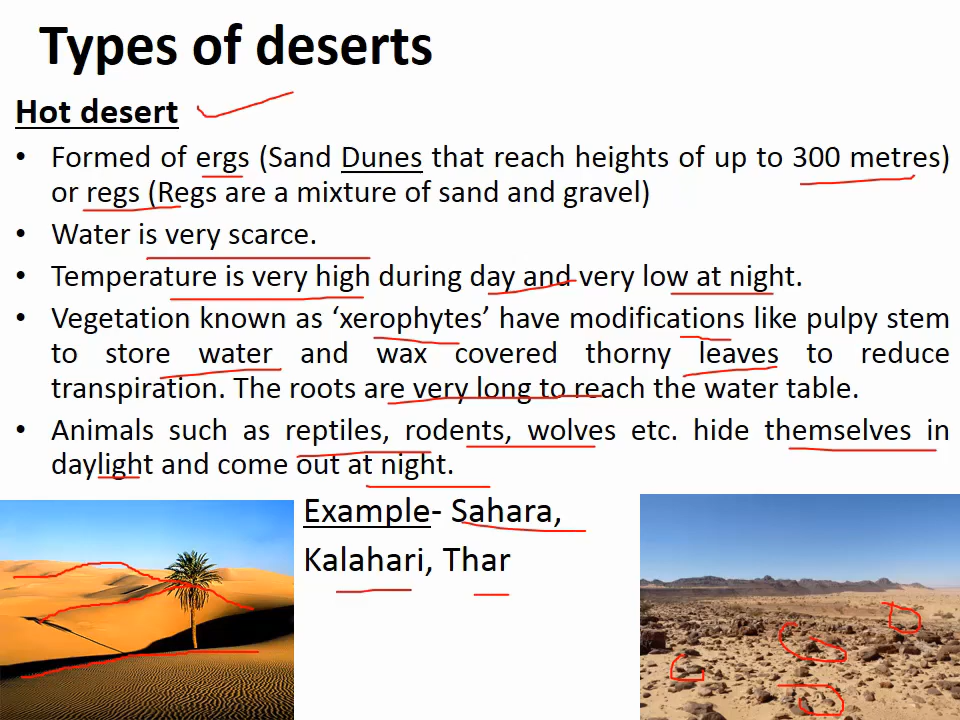 Types of deserts
Hot desert
• Formed of ergs (Sand Dunes that reach heights of up to 300 metres)
or regs (Regs are a mixture of sand and gravel)
• Water is very scarce.
• Temperature is very high during day and very low at night.
• Vegetation known as ‘xerophytes’ have modifications like pulpy stem
to store water and wax covered thorny leaves to reduce
transpiration. The roots are very long to reach the water table.
• Animals such as reptiles, rodents, wolves etc. hide themselves in
daylight and come out at night.
Example- Sahara,
Kalahari, Thar